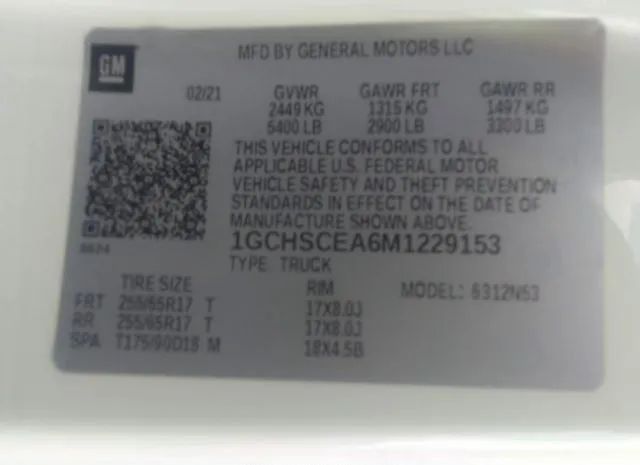 GM
MFD BY GENERAL MOTORS LLC
02/21 GVWR GAWR FRT GAWR RR
2449 KG 1315 KG 1497 KG
5400 LB 2900 LB 3300 LB
THIS VEHICLE CONFORMS TO ALL
APPLICABLE U.S. FEDERAL MOTOR
VEHICLE SAFETY AND THEFT PREVENTION
STANDARDS IN EFFECT ON THE DATE OF
MANUFACTURE SHOWN ABOVE.
1GCHSCEA6M1229153
TYPE: TRUCK
TIRE SIZE RIM MODEL:
FRT 255/65R17 T 17X8.0J
RR 255/65R17 T 17X8.0J
SPA T175/90D18 M 18X4.5B